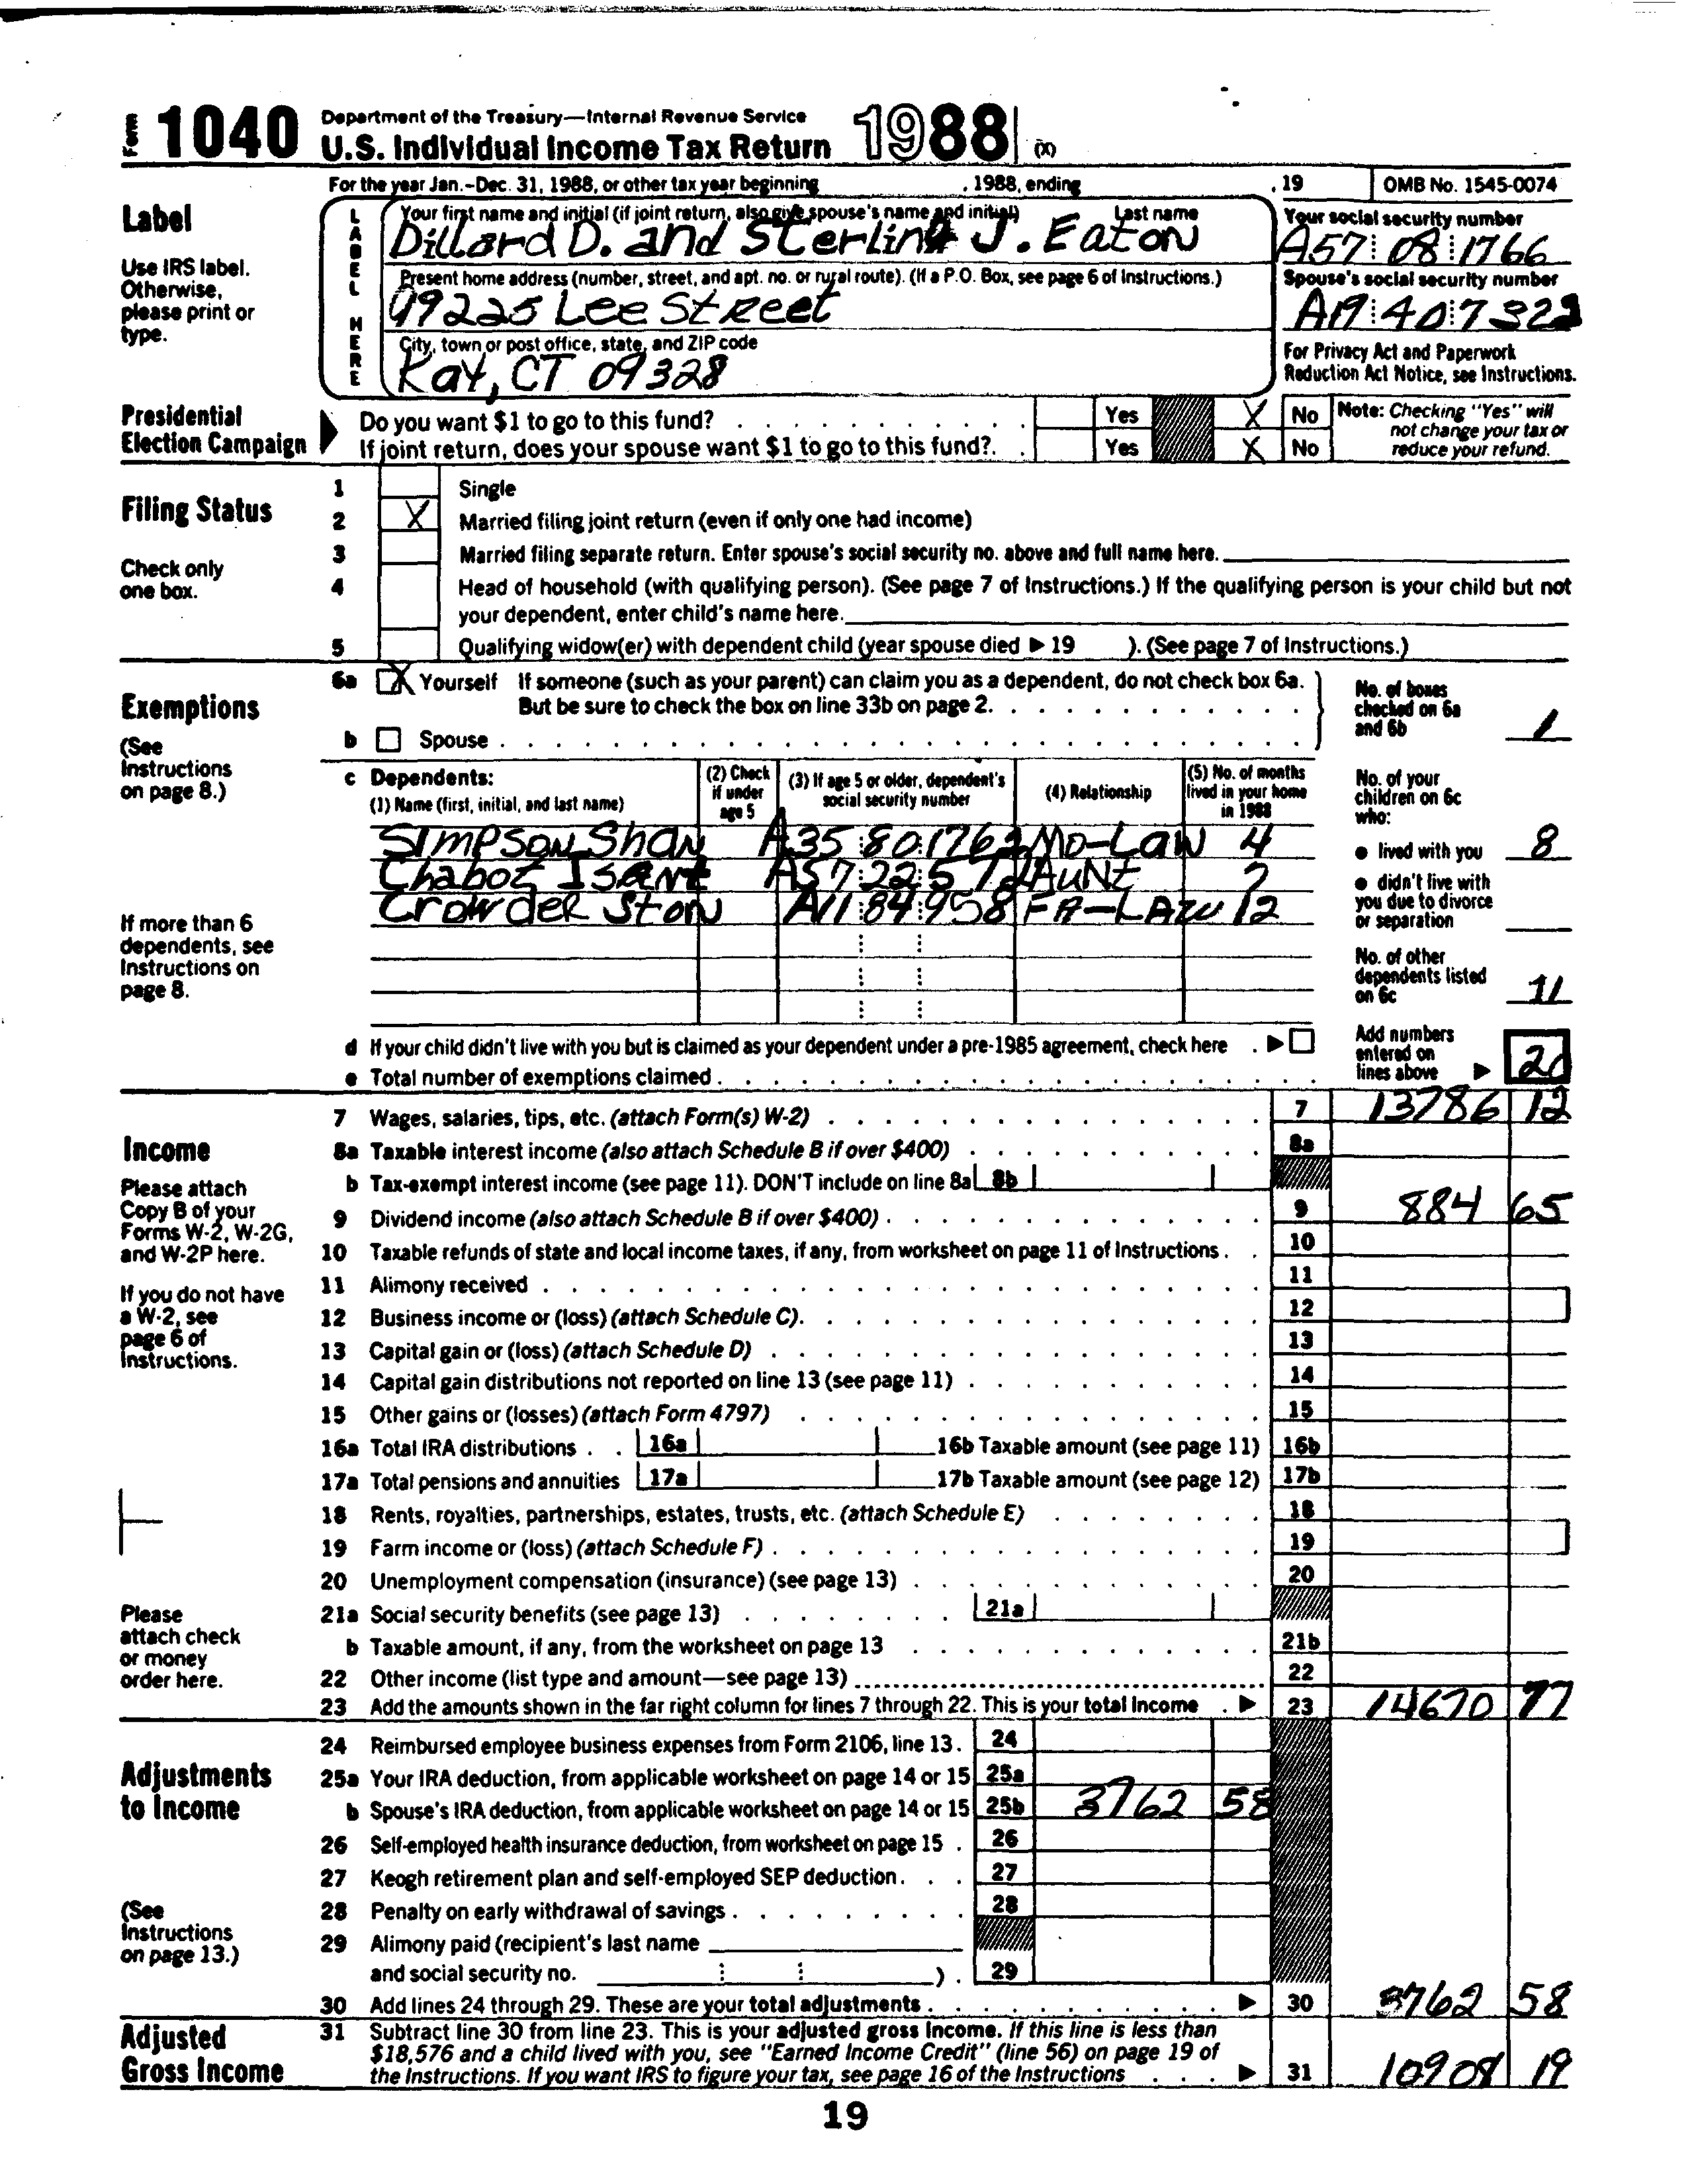 Form 1040 Department of the Treasury—Internal Revenue Service
U.S. Individual Income Tax Return 1988 (X)
For the year Jan.-Dec. 31, 1988, or other tax year beginning , 1988, ending , 19 OMB No. 1545-0074
Label
Use IRS label. Otherwise, please print or type.
LABEL HERE
Your first name and initial (if joint return, also give spouse's name and initial) Last name
Dillard D. and Sterling J. Eaton
Your social security number
A57 08 1766
Present home address (number, street, and apt. no. or rural route). (If a P.O. Box, see page 6 of Instructions.)
99225 Lee Street
Spouse's social security number
City, town or post office, state, and ZIP code
Kay, CT 09328
For Privacy Act and Paperwork Reduction Act Notice, see Instructions.
Presidential Election Campaign
Do you want $1 to go to this fund? Yes X No
If joint return, does your spouse want $1 to go to this fund?. Yes X No
Note: Checking "Yes" will not change your tax or reduce your refund.
Filing Status
Check only one box.
1 Single
2 X Married filing joint return (even if only one had income)
3 Married filing separate return. Enter spouse's social security no. above and full name here.
4 Head of household (with qualifying person). (See page 7 of Instructions.) If the qualifying person is your child but not
your dependent, enter child's name here.
5 Qualifying widow(er) with dependent child (year spouse died ▶ 19 ). (See page 7 of Instructions.)
Exemptions
(See Instructions on page 8.)
6a X Yourself If someone (such as your parent) can claim you as a dependent, do not check box 6a.
But be sure to check the box on line 33b on page 2.
b Spouse
No. of boxes checked on 6a and 6b 1
c Dependents:
(1) Name (first, initial, and last name)
(2) Check if under age 5
(3) If age 5 or older, dependent's social security number
(4) Relationship
(5) No. of months lived in your home in 1988
Simpson Shan Mo-Law 4
Chabot Aunt
Crowder Ston A11 84 958 FA-LAW 12
If more than 6 dependents, see Instructions on page 8.
No. of your children on 6c who:
● lived with you 8
● didn't live with you due to divorce or separation
No. of other dependents listed on 6c 11
d If your child didn't live with you but is claimed as your dependent under a pre-1985 agreement, check here . ▶
e Total number of exemptions claimed
Add numbers entered on lines above ▶ 20
Income
Please attach Copy B of your Forms W-2, W-2G, and W-2P here.
If you do not have a W-2, see page 6 of Instructions.
Please attach check or money order here.
7 Wages, salaries, tips, etc. (attach Form(s) W-2) 7 13786 12
8a Taxable interest income (also attach Schedule B if over $400) 8a
b Tax-exempt interest income (see page 11). DON'T include on line 8a 8b
9 Dividend income (also attach Schedule B if over $400) 9 884 65
10 Taxable refunds of state and local income taxes, if any, from worksheet on page 11 of Instructions 10
11 Alimony received 11
12 Business income or (loss) (attach Schedule C) 12
13 Capital gain or (loss) (attach Schedule D) 13
14 Capital gain distributions not reported on line 13 (see page 11) 14
15 Other gains or (losses) (attach Form 4797) 15
16a Total IRA distributions 16a 16b Taxable amount (see page 11) 16b
17a Total pensions and annuities 17a 17b Taxable amount (see page 12) 17b
18 Rents, royalties, partnerships, estates, trusts, etc. (attach Schedule E) 18
19 Farm income or (loss) (attach Schedule F) 19
20 Unemployment compensation (insurance) (see page 13) 20
21a Social security benefits (see page 13) 21a
b Taxable amount, if any, from the worksheet on page 13 21b
22 Other income (list type and amount—see page 13) 22
23 Add the amounts shown in the far right column for lines 7 through 22. This is your total income ▶ 23 14670 77
Adjustments to Income
(See Instructions on page 13.)
24 Reimbursed employee business expenses from Form 2106, line 13. 24
25a Your IRA deduction, from applicable worksheet on page 14 or 15 25a
b Spouse's IRA deduction, from applicable worksheet on page 14 or 15 25b 3762 58
26 Self-employed health insurance deduction, from worksheet on page 15 26
27 Keogh retirement plan and self-employed SEP deduction 27
28 Penalty on early withdrawal of savings 28
29 Alimony paid (recipient's last name
and social security no. ) 29
30 Add lines 24 through 29. These are your total adjustments ▶ 30 3762 58
Adjusted Gross Income
31 Subtract line 30 from line 23. This is your adjusted gross income. If this line is less than
$18,576 and a child lived with you, see "Earned Income Credit" (line 56) on page 19 of
the Instructions. If you want IRS to figure your tax, see page 16 of the Instructions ▶ 31 10908 19
19